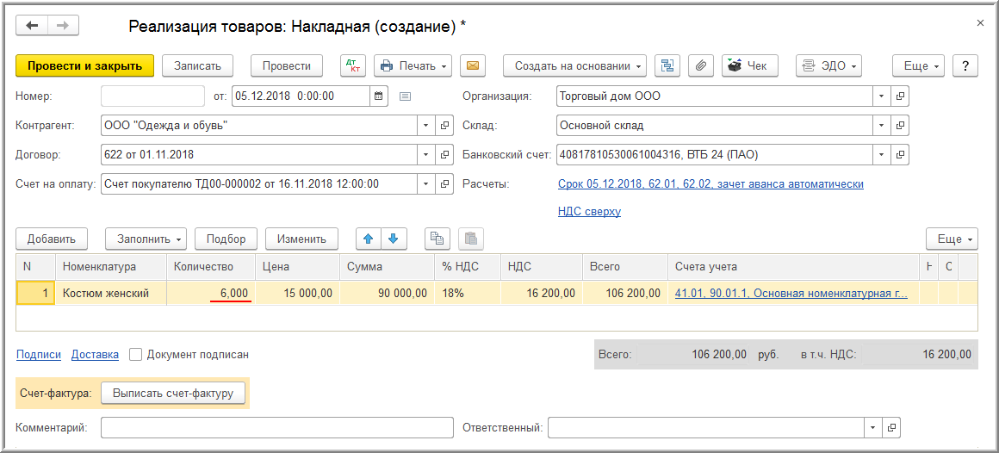 Реализация товаров: Накладная (создание) *
Провести и закрыть Записать Провести Дт Кт Печать Создать на основании Чек ЭДО Еще ?
Номер: от: 05.12.2018 0:00:00 Организация: Торговый дом ООО
Контрагент: ООО "Одежда и обувь" Склад: Основной склад
Договор: 622 от 01.11.2018 Банковский счет: 40817810530061004316, ВТБ 24 (ПАО)
Счет на оплату: Счет покупателю ТД00-000002 от 16.11.2018 12:00:00 Расчеты: Срок 05.12.2018, 62.01, 62.02, зачет аванса автоматически
НДС сверху
Добавить Заполнить Подбор Изменить Еще
N Номенклатура Количество Цена Сумма % НДС НДС Всего Счета учета Н С
1 Костюм женский 6,000 15 000,00 90 000,00 18% 16 200,00 106 200,00 41.01, 90.01.1, Основная номенклатурная г...
Подписи Доставка Документ подписан Всего: 106 200,00 руб. в т.ч. НДС: 16 200,00
Счет-фактура: Выписать счет-фактуру
Комментарий: Ответственный: